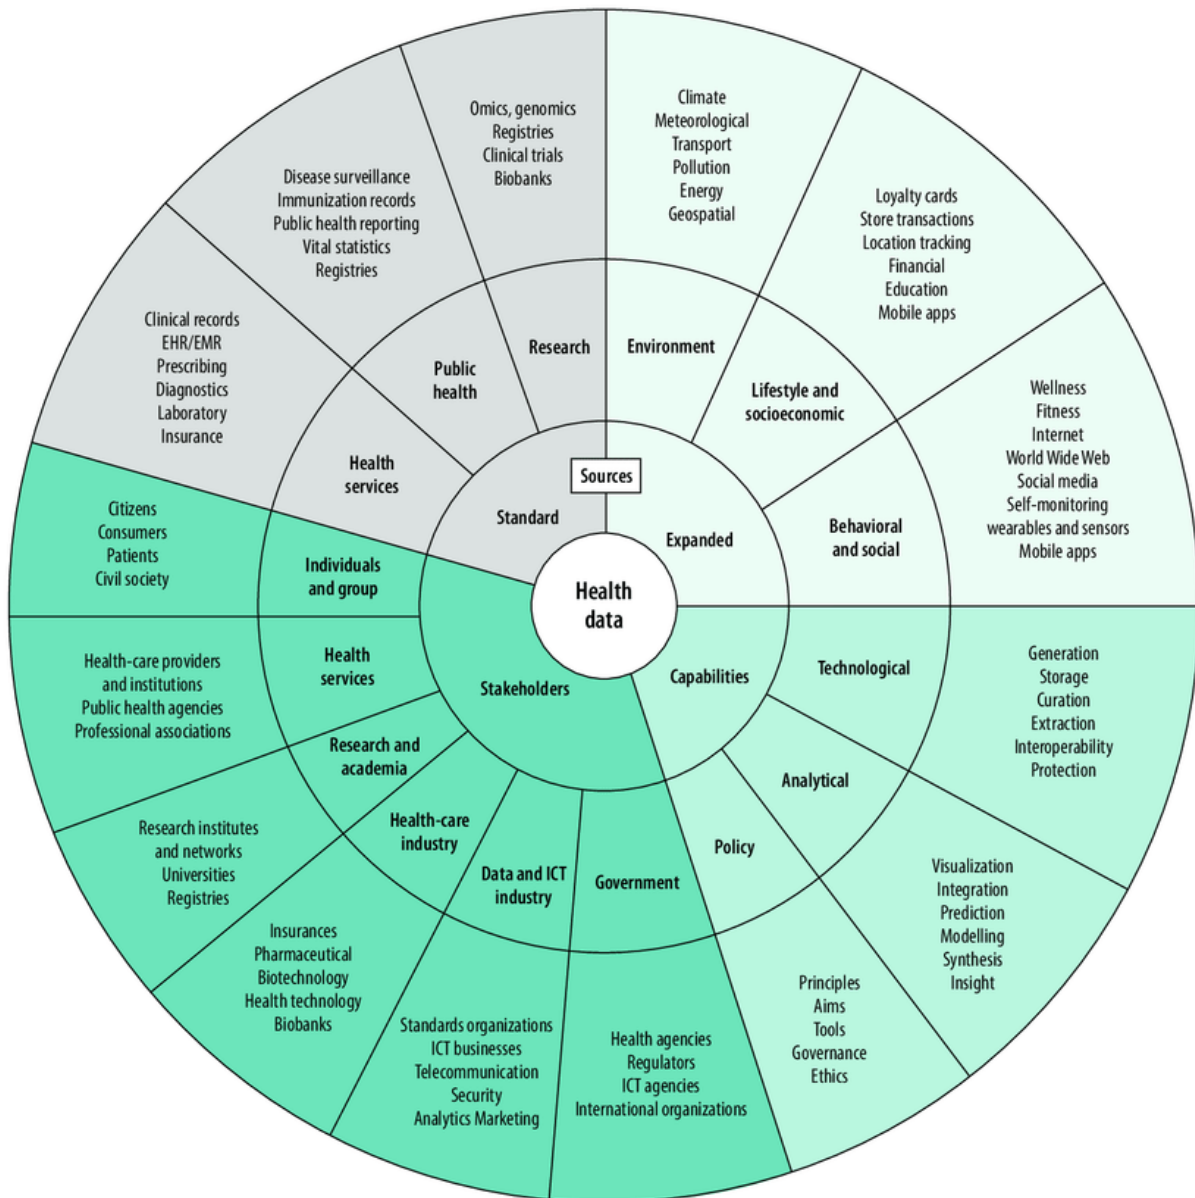 Health
data
Sources
Standard
Expanded
Capabilities
Stakeholders
Research
Omics, genomics
Registries
Clinical trials
Biobanks
Public
health
Disease surveillance
Immunization records
Public health reporting
Vital statistics
Registries
Health
services
Clinical records
EHR/EMR
Prescribing
Diagnostics
Laboratory
Insurance
Environment
Climate
Meteorological
Transport
Pollution
Energy
Geospatial
Lifestyle and
socioeconomic
Loyalty cards
Store transactions
Location tracking
Financial
Education
Mobile apps
Behavioral
and social
Wellness
Fitness
Internet
World Wide Web
Social media
Self-monitoring
wearables and sensors
Mobile apps
Technological
Generation
Storage
Curation
Extraction
Interoperability
Protection
Analytical
Visualization
Integration
Prediction
Modelling
Synthesis
Insight
Policy
Principles
Aims
Tools
Governance
Ethics
Government
Health agencies
Regulators
ICT agencies
International organizations
Data and ICT
industry
Standards organizations
ICT businesses
Telecommunication
Security
Analytics Marketing
Health-care
industry
Insurances
Pharmaceutical
Biotechnology
Health technology
Biobanks
Research and
academia
Research institutes
and networks
Universities
Registries
Health
services
Health-care providers
and institutions
Public health agencies
Professional associations
Individuals
and group
Citizens
Consumers
Patients
Civil society